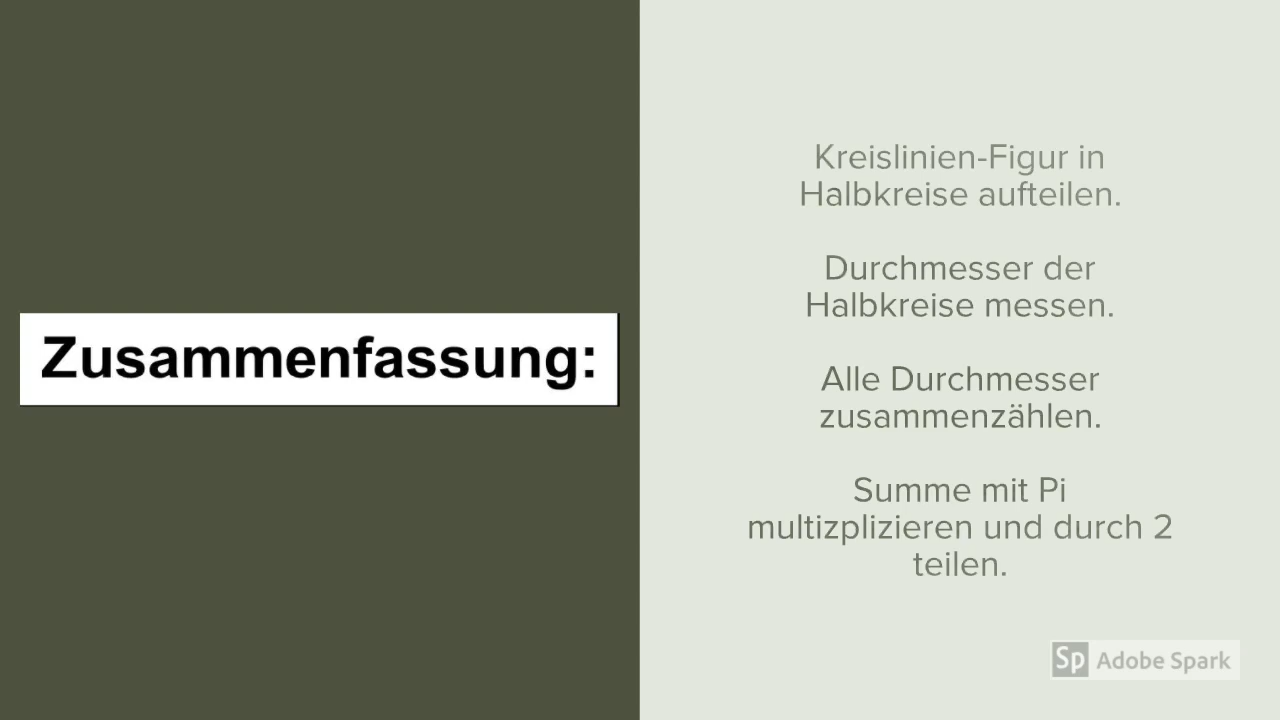 Zusammenfassung:
Kreislinien-Figur in
Halbkreise aufteilen.
Durchmesser der
Halbkreise messen.
Alle Durchmesser
zusammenzählen.
Summe mit Pi
multizplizieren und durch 2
teilen.
Sp Adobe Spark